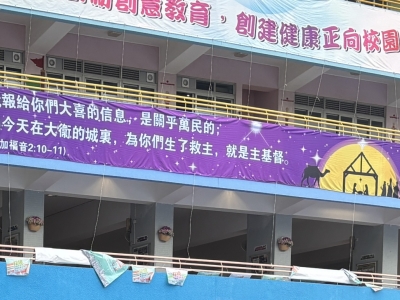 創意教育，創建健康正向校園
報給你們大喜的信息，是關乎萬民的；
今天在大衞的城裏，為你們生了救主，就是主基督。
加福音2:10-11)